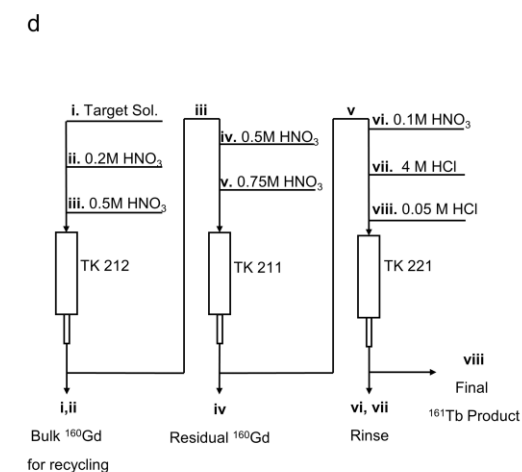 d
i. Target Sol.
ii. 0.2M HNO₃
iii. 0.5M HNO₃
TK 212
i,ii
Bulk ¹⁶⁰Gd
for recycling
iii
iv. 0.5M HNO₃
v. 0.75M HNO₃
TK 211
iv
Residual ¹⁶⁰Gd
v
vi. 0.1M HNO₃
vii. 4 M HCl
viii. 0.05 M HCl
TK 221
vi, vii
Rinse
viii
Final
¹⁶¹Tb Product